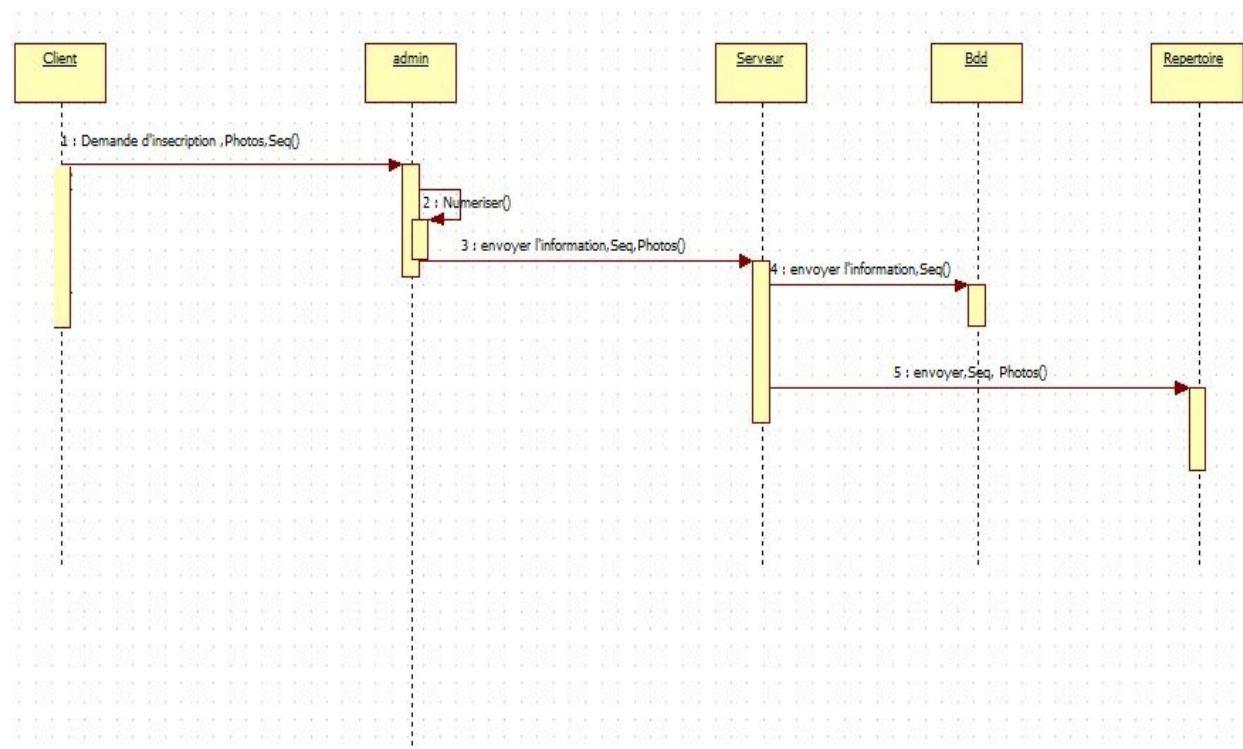 Client
admin
Serveur
Bdd
Repertoire
1 : Demande d'insecription ,Photos,Seq()
2 : Numeriser()
3 : envoyer l'information,Seq,Photos()
4 : envoyer l'information,Seq()
5 : envoyer,Seq, Photos()